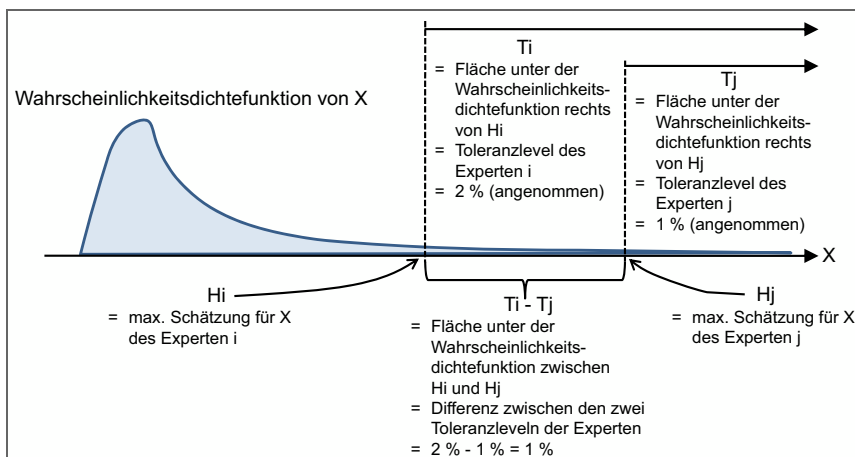 Wahrscheinlichkeitsdichtefunktion von X
Ti
= Fläche unter der
Wahrscheinlichkeits-
dichtefunktion rechts
von Hi
= Toleranzlevel des
Experten i
= 2 % (angenommen)
Tj
= Fläche unter der
Wahrscheinlichkeits-
dichtefunktion rechts
von Hj
= Toleranzlevel des
Experten j
= 1 % (angenommen)
X
Hi
= max. Schätzung für X
des Experten i
Ti - Tj
= Fläche unter der
Wahrscheinlichkeits-
dichtefunktion zwischen
Hi und Hj
= Differenz zwischen den zwei
Toleranzleveln der Experten
= 2 % - 1 % = 1 %
Hj
= max. Schätzung für X
des Experten j